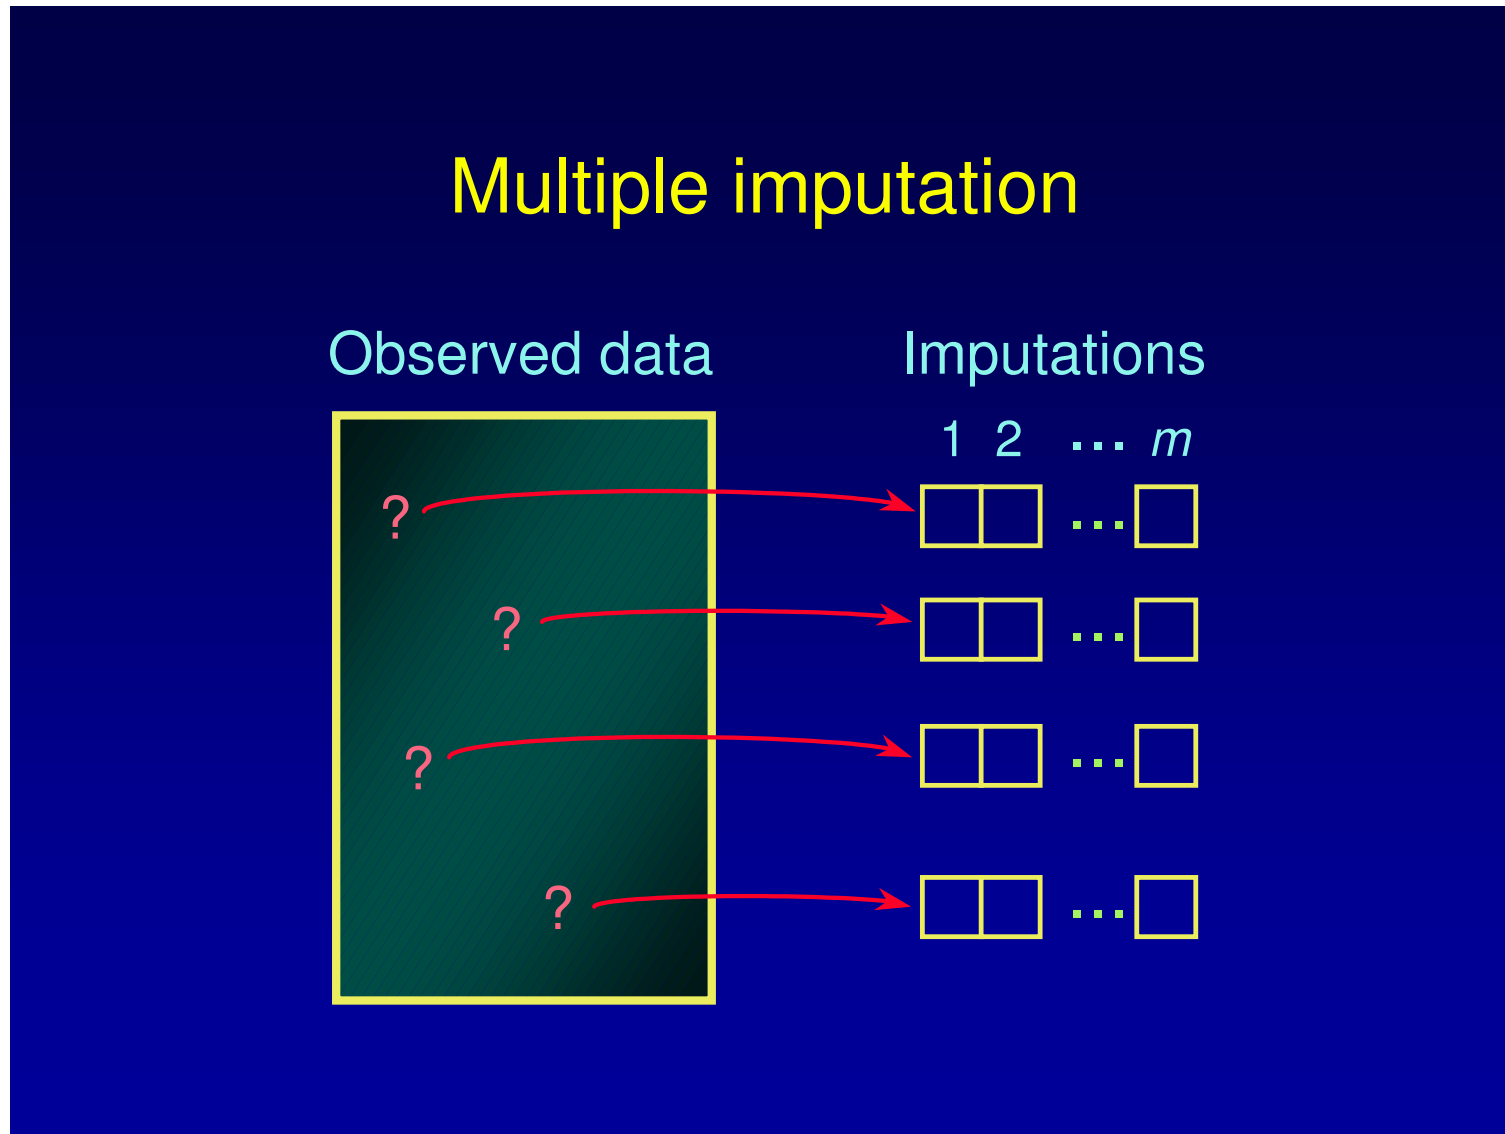 Multiple imputation
Observed data
Imputations
1 2 ... m
? ...
? ...
? ...
? ...